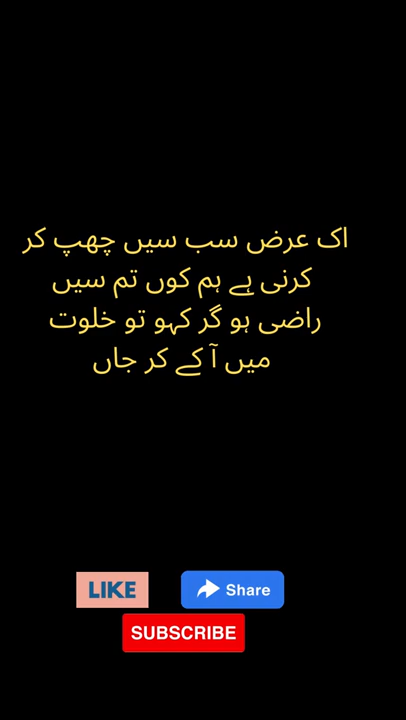 اک عرض سب سیں چھپ کر
کرنی ہے ہم کوں تم سیں
راضی ہو گر کہو تو خلوت
میں آ کے کر جاں
LIKE
Share
SUBSCRIBE